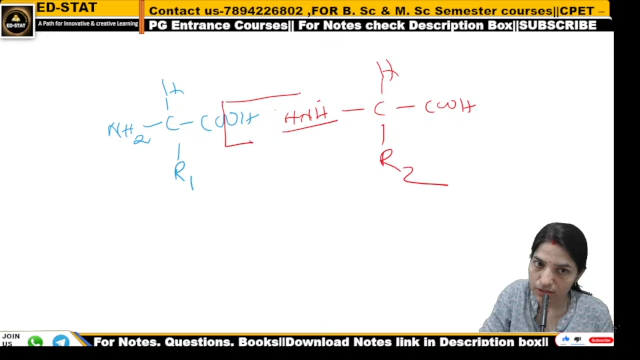 ED-STAT
A Path for Innovative & creative Learning
Contact us-7894226802 ,FOR B. Sc & M. Sc Semester courses||CPET –
PG Entrance Courses|| For Notes check Description Box||SUBSCRIBE
H
NH2 – C – COOH
R1
H
HNH – C – COOH
R2
JOIN US
For Notes. Questions. Books||Download Notes link in Description box||
Subscribe